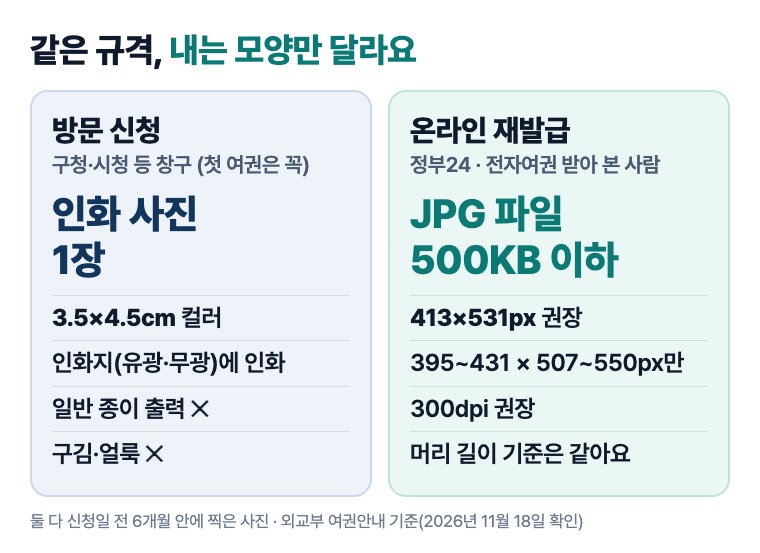 같은 규격, 내는 모양만 달라요
방문 신청
구청·시청 등 창구 (첫 여권은 꼭)
인화 사진
1장
3.5×4.5cm 컬러
인화지(유광·무광)에 인화
일반 종이 출력 ✕
구김·얼룩 ✕
온라인 재발급
정부24 · 전자여권 받아 본 사람
JPG 파일
500KB 이하
413×531px 권장
395~431 × 507~550px만
300dpi 권장
머리 길이 기준은 같아요
둘 다 신청일 전 6개월 안에 찍은 사진 · 외교부 여권안내 기준(2026년 11월 18일 확인)